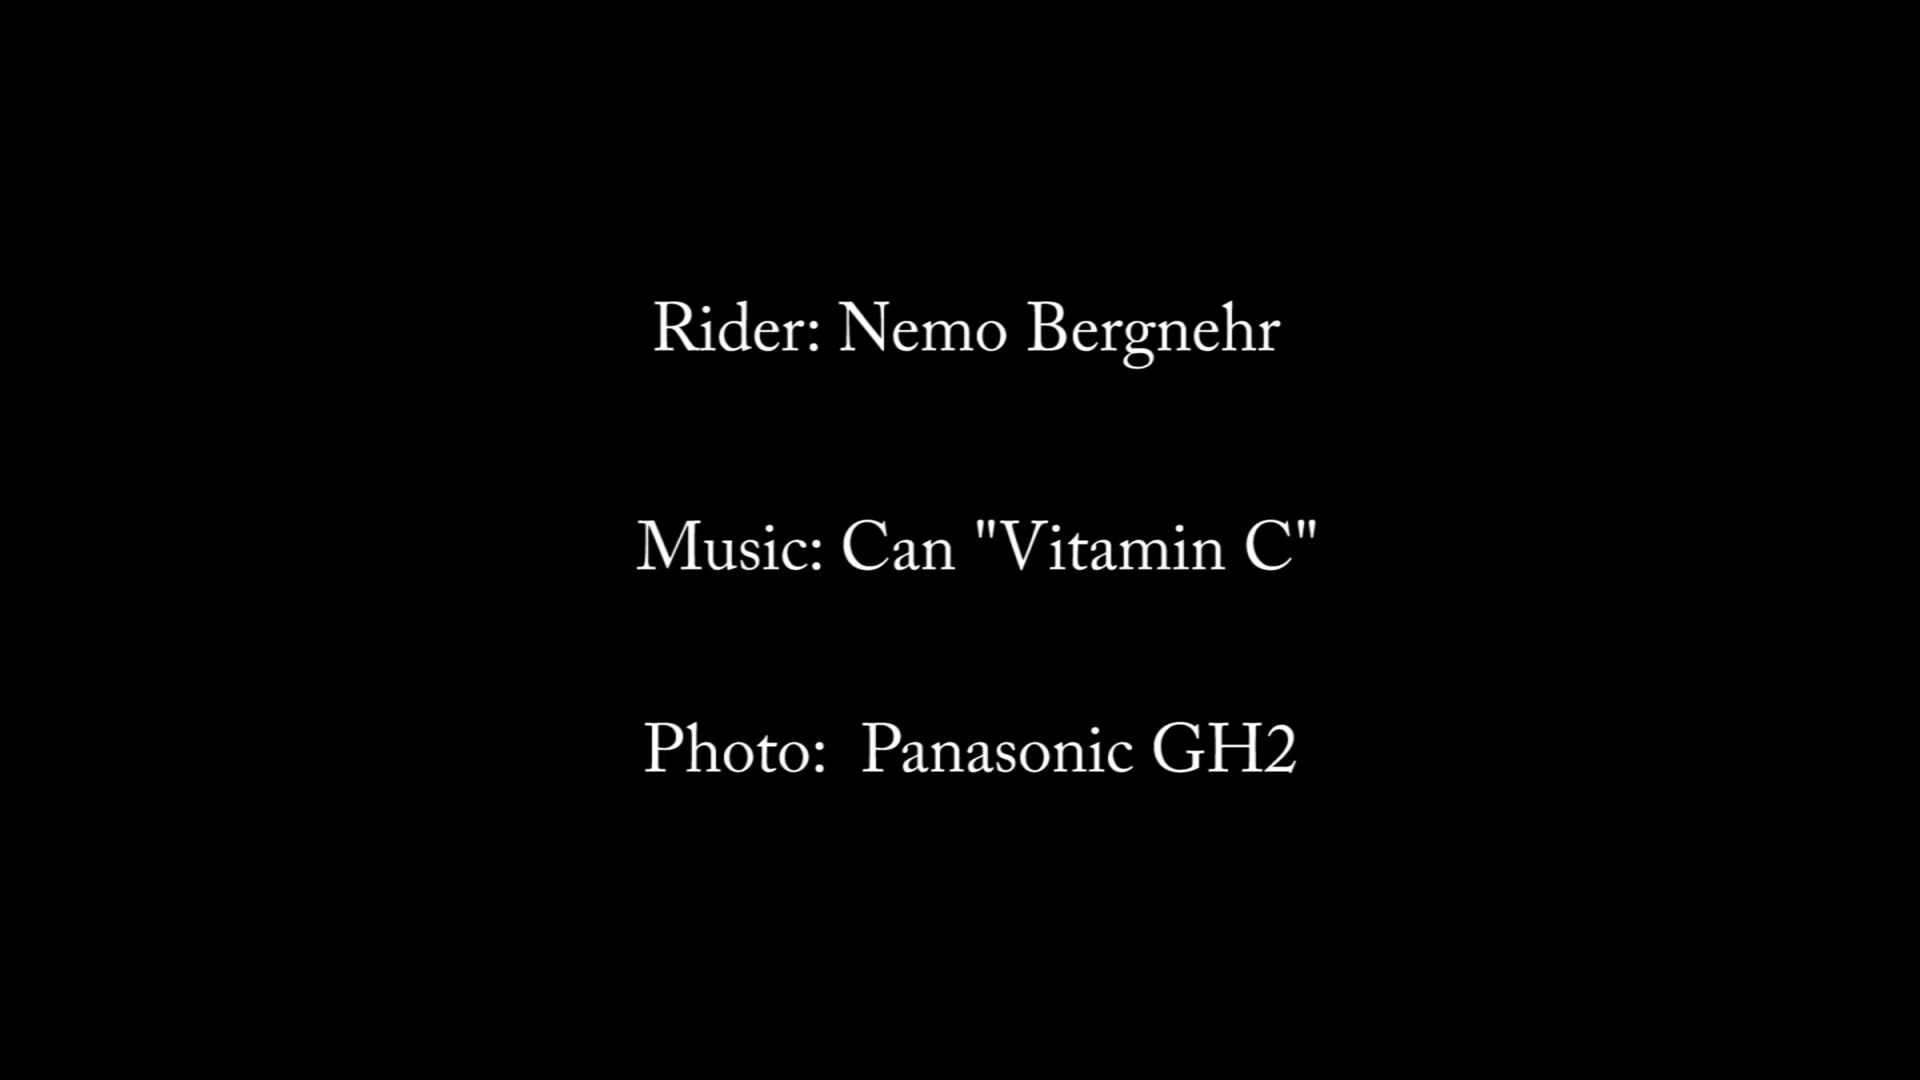 Rider: Nemo Bergnehr
Music: Can "Vitamin C"
Photo:  Panasonic GH2